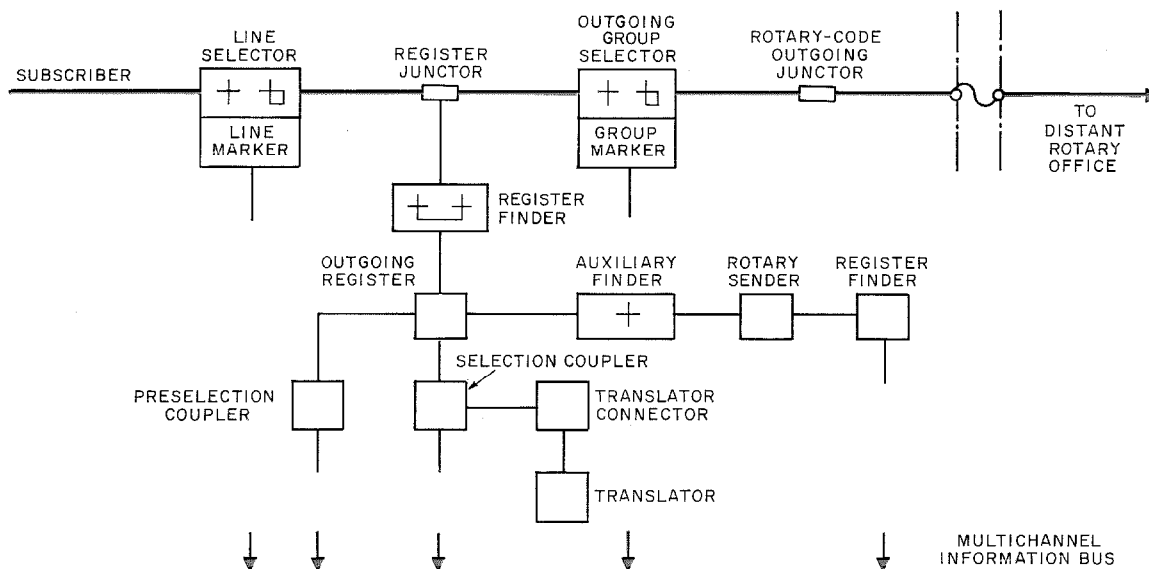 SUBSCRIBER
LINE
SELECTOR
LINE
MARKER
REGISTER
JUNCTOR
OUTGOING
GROUP
SELECTOR
GROUP
MARKER
ROTARY-CODE
OUTGOING
JUNCTOR
TO
DISTANT
ROTARY
OFFICE
REGISTER
FINDER
OUTGOING
REGISTER
AUXILIARY
FINDER
ROTARY
SENDER
REGISTER
FINDER
PRESELECTION
COUPLER
SELECTION COUPLER
TRANSLATOR
CONNECTOR
TRANSLATOR
MULTICHANNEL
INFORMATION BUS